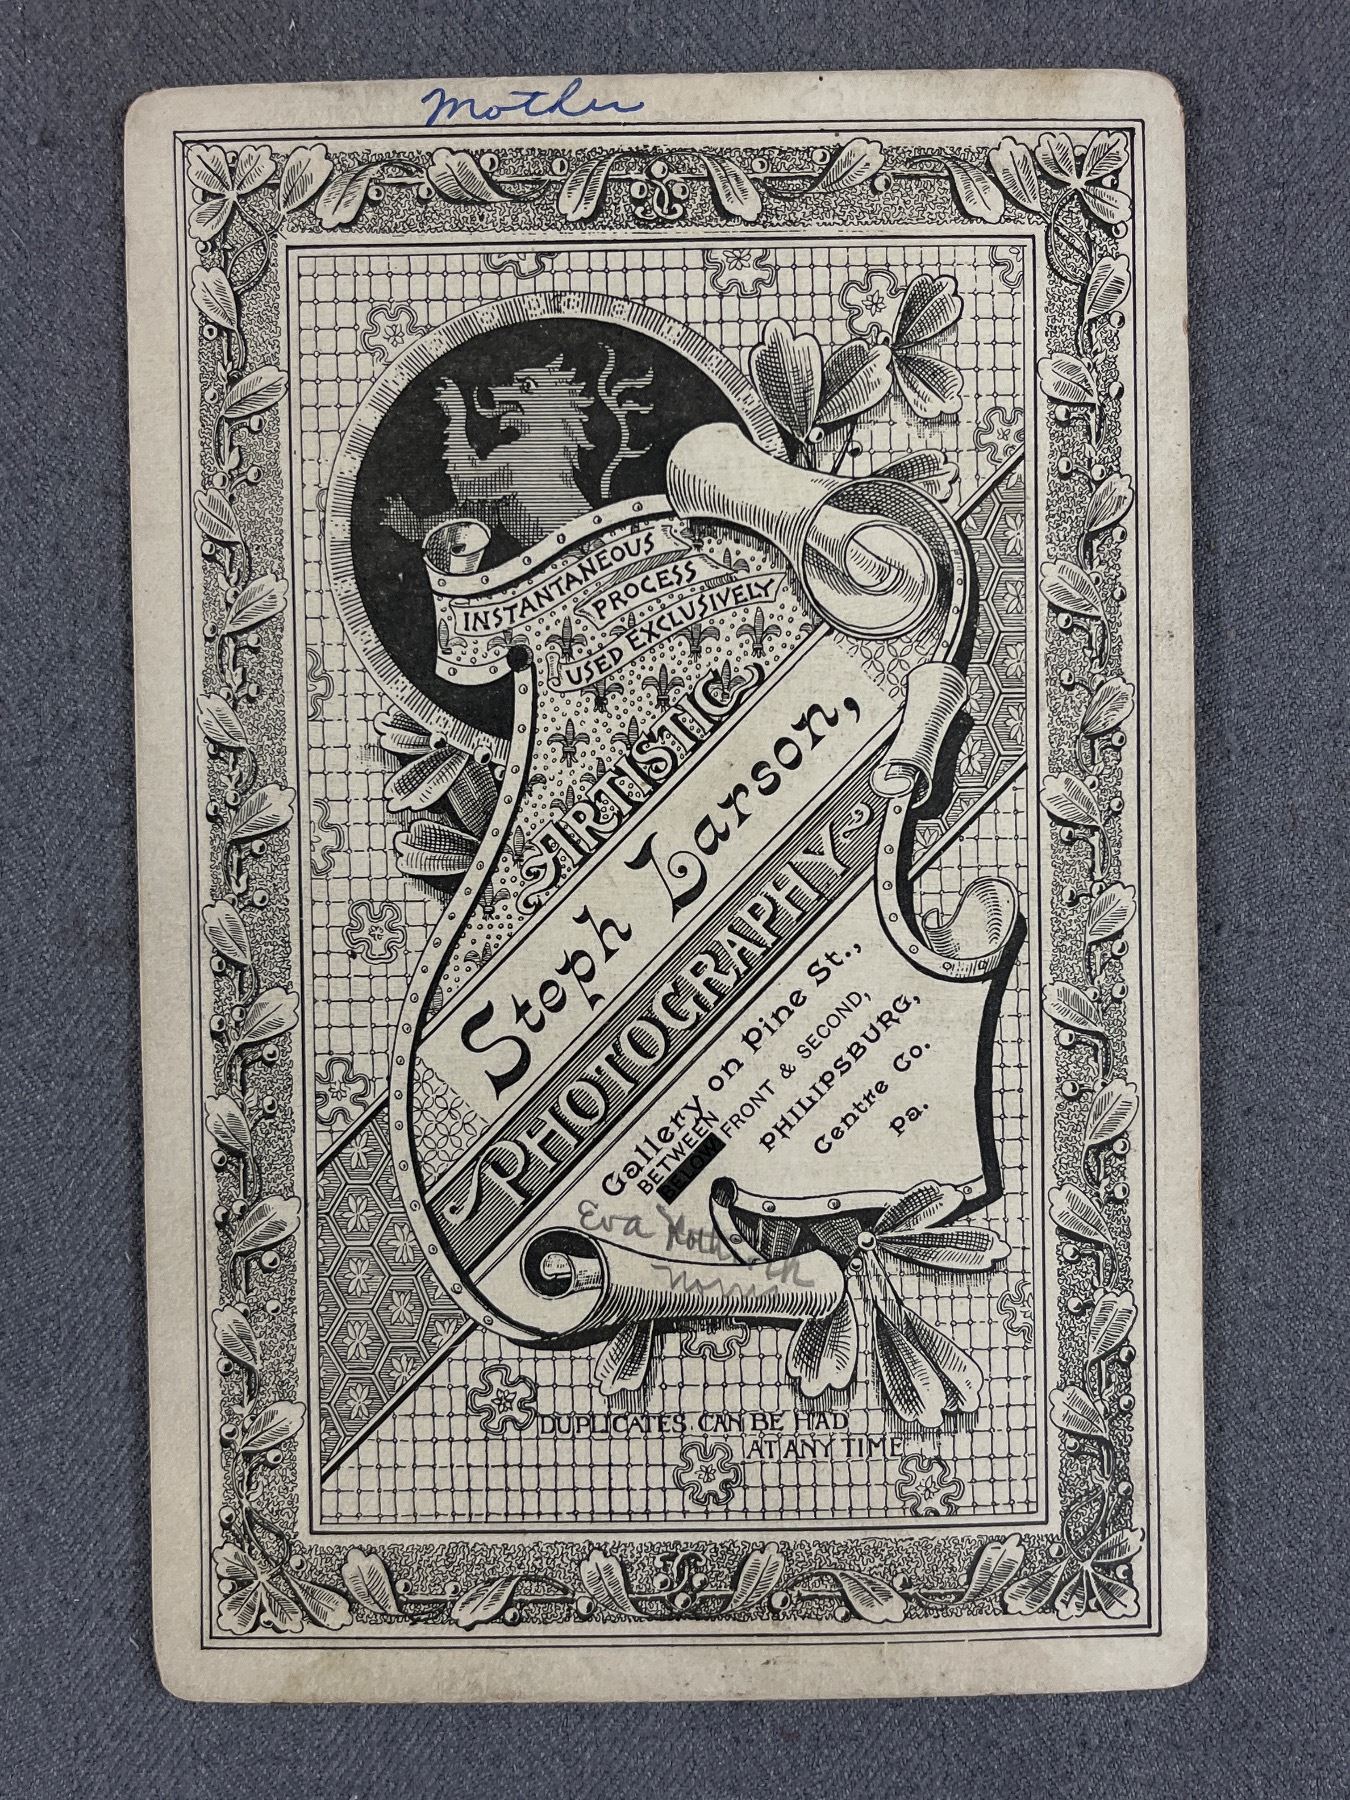 Mother
INSTANTANEOUS
PROCESS
USED EXCLUSIVELY
ARTISTIC
Steph Larson,
PHOTOGRAPHY
Gallery on Pine St.,
BETWEEN
BELOW FRONT & SECOND,
PHILIPSBURG,
Centre Co.
Pa.
Eva
Norris
DUPLICATES CAN BE HAD
AT ANY TIME